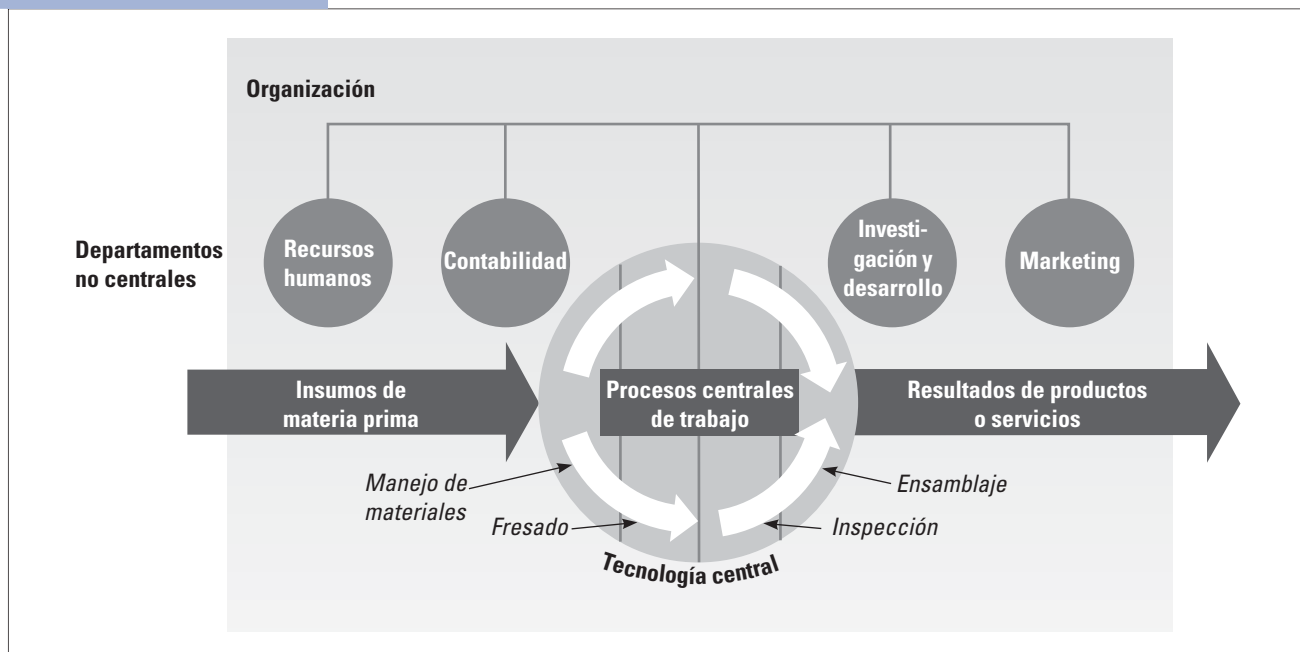 Organización
Departamentos
no centrales
Recursos
humanos
Contabilidad
Investi-
gación y
desarrollo
Marketing
Insumos de
materia prima
Procesos centrales
de trabajo
Resultados de productos
o servicios
Manejo de
materiales
Fresado
Ensamblaje
Inspección
Tecnología central